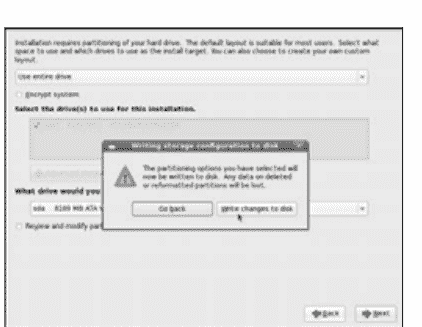 Installation requires partitioning of your hard drive. The default layout is suitable for most users. Select what
space to use and which drives to use as the install target. You can also choose to create your own custom
layout.
Use entire drive
Encrypt system
Select the drive(s) to use for this installation.
Writing storage configuration to disk
The partitioning options you have selected will
now be written to disk. Any data on deleted
or reformatted partitions will be lost.
What drive would you
Go back
Write changes to disk
sda 8189 MB ATA
Review and modify part
Back
Next